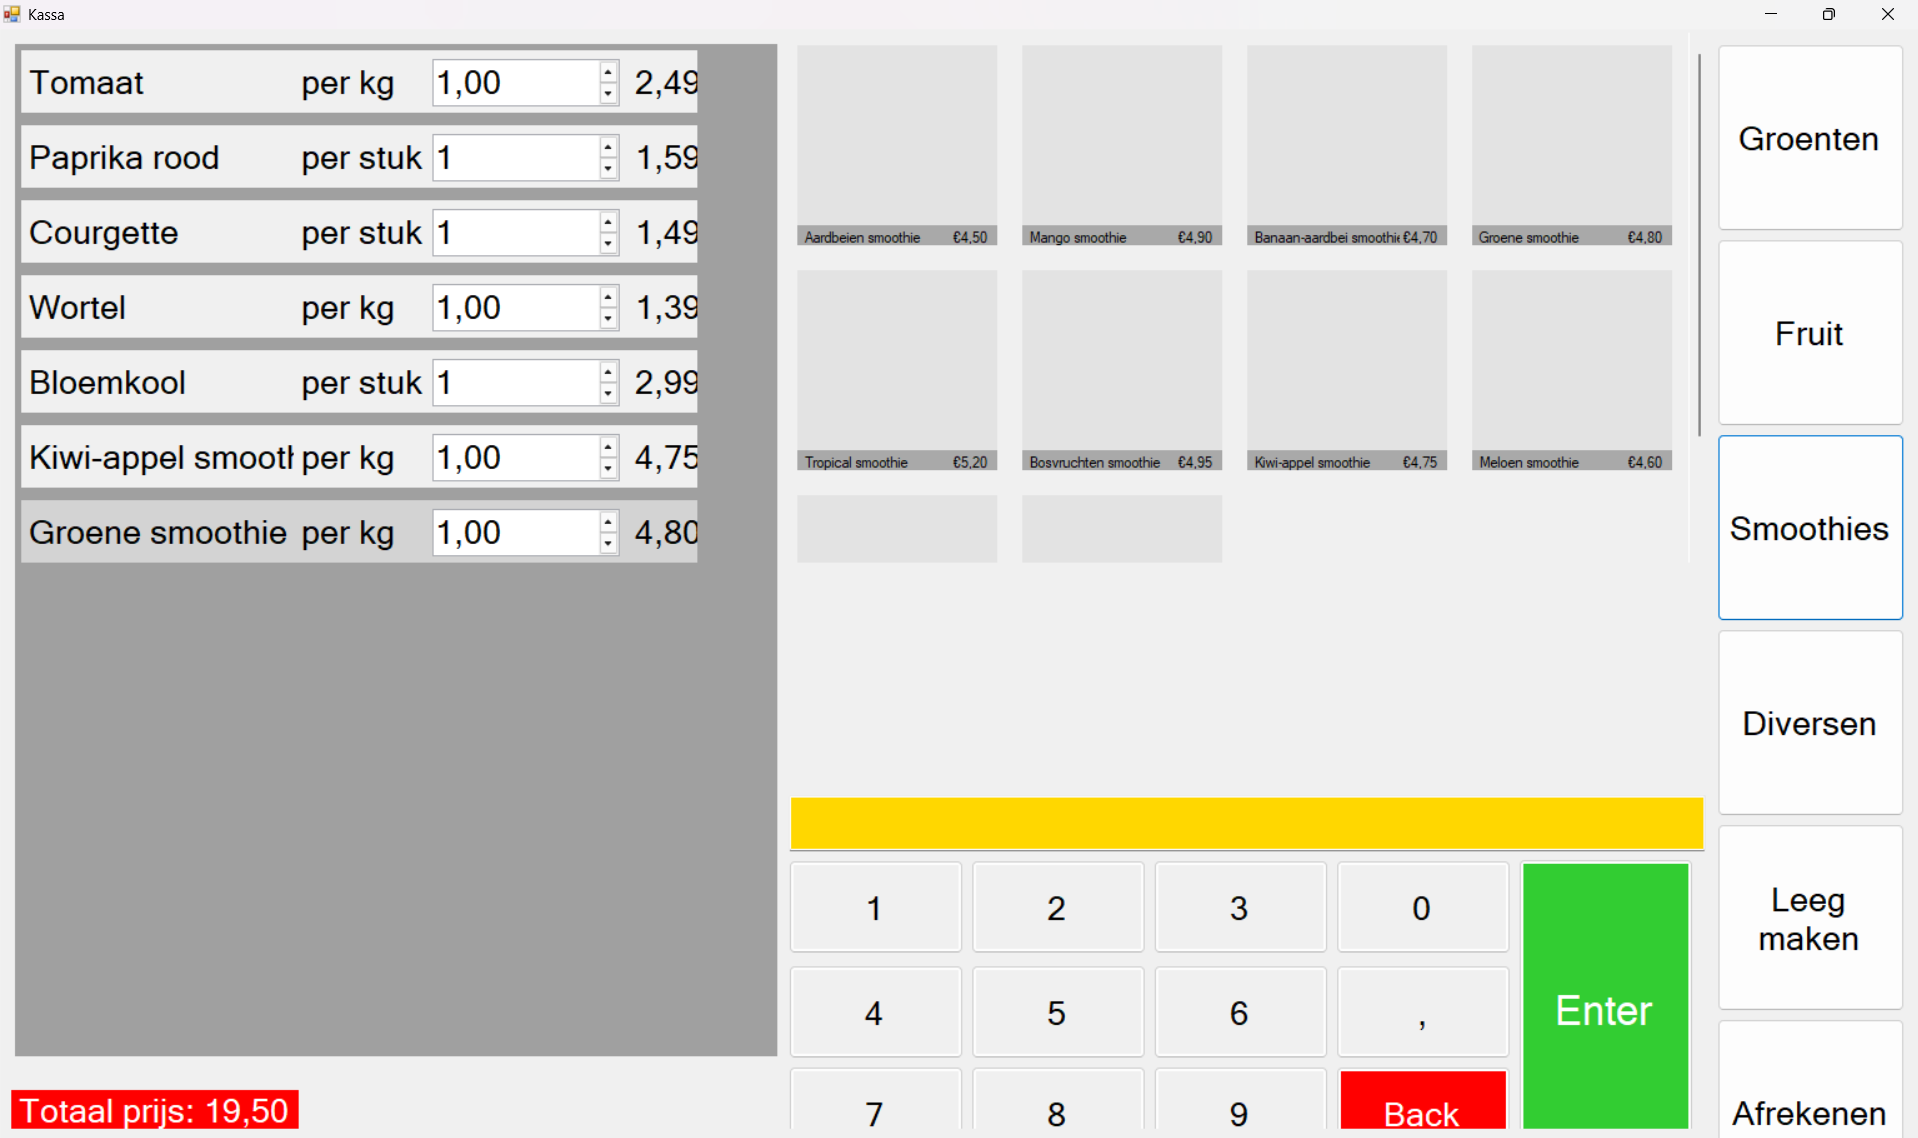 Kassa
Tomaat per kg 1,00 2,49
Paprika rood per stuk 1 1,59
Courgette per stuk 1 1,49
Wortel per kg 1,00 1,39
Bloemkool per stuk 1 2,99
Kiwi-appel smooth per kg 1,00 4,75
Groene smoothie per kg 1,00 4,80
Totaal prijs: 19,50
Aardbeien smoothie €4,50
Mango smoothie €4,90
Banaan-aardbei smoothie €4,70
Groene smoothie €4,80
Tropical smoothie €5,20
Bosvruchten smoothie €4,95
Kiwi-appel smoothie €4,75
Meloen smoothie €4,60
1 2 3 0
4 5 6 ,
7 8 9 Back
Enter
Groenten
Fruit
Smoothies
Diversen
Leeg
maken
Afrekenen